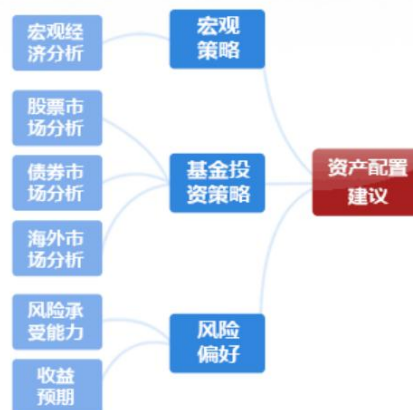 宏观经
济分析
宏观
策略
股票市
场分析
债券市
场分析
基金投
资策略
资产配置
建议
海外市
场分析
风险承
受能力
风险
偏好
收益
预期